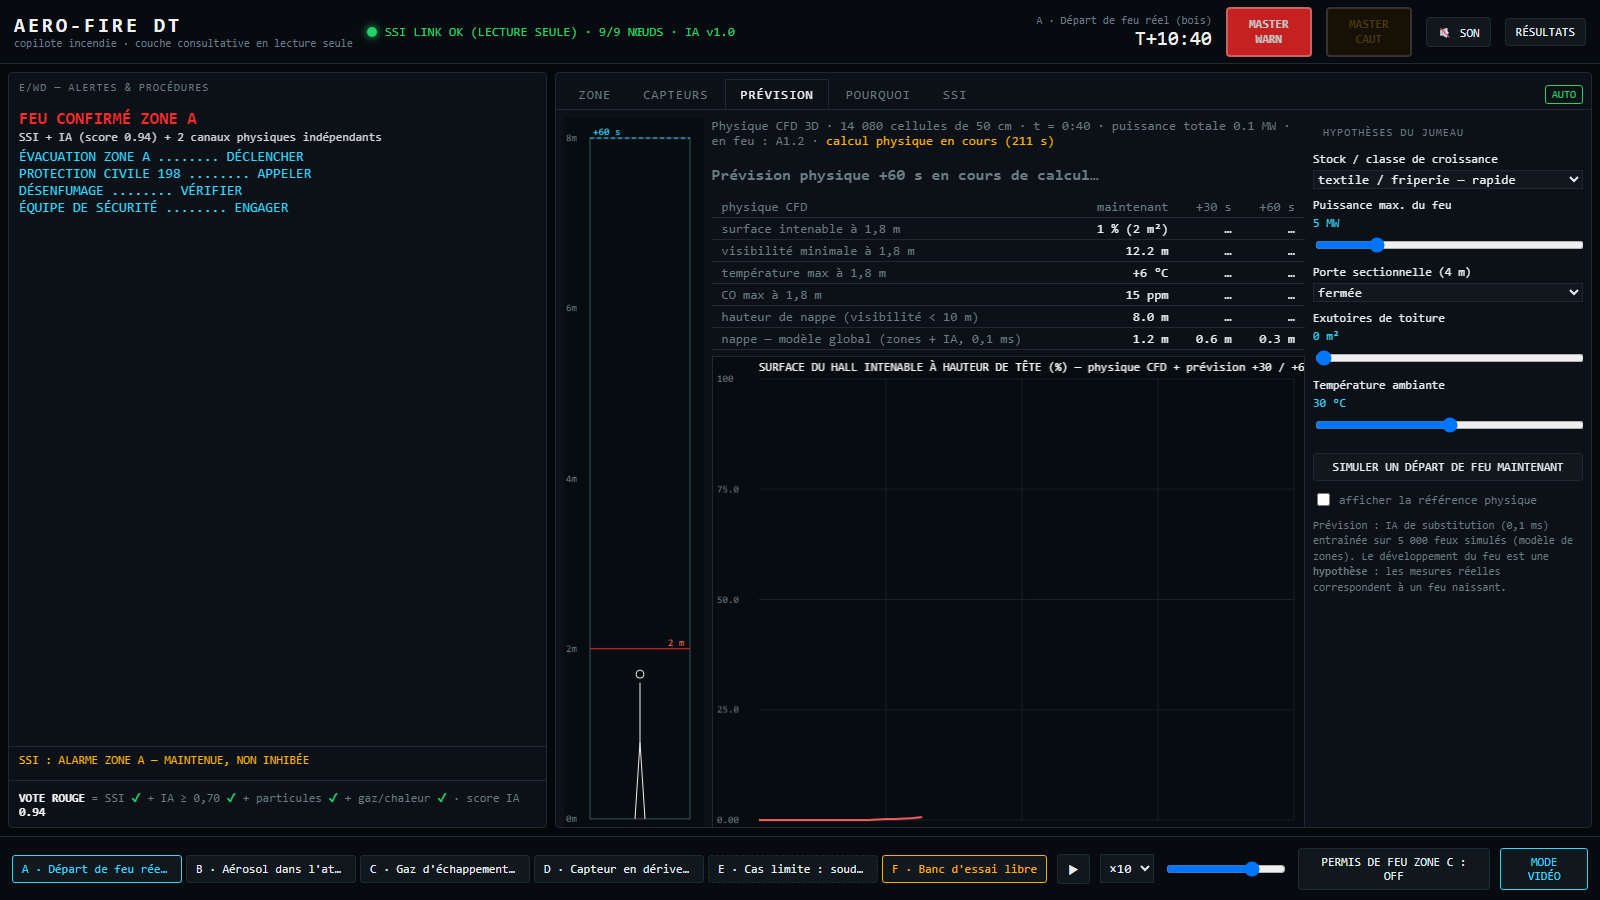 AERO-FIRE DT
copilote incendie · couche consultative en lecture seule
SSI LINK OK (LECTURE SEULE) · 9/9 NŒUDS · IA v1.0
A · Départ de feu réel (bois)
T+10:40
MASTER
WARN
MASTER
CAUT
SON
RÉSULTATS
E/WD — ALERTES & PROCÉDURES
FEU CONFIRMÉ ZONE A
SSI + IA (score 0.94) + 2 canaux physiques indépendants
ÉVACUATION ZONE A ........ DÉCLENCHER
PROTECTION CIVILE 198 ........ APPELER
DÉSENFUMAGE ........ VÉRIFIER
ÉQUIPE DE SÉCURITÉ ........ ENGAGER
SSI : ALARME ZONE A — MAINTENUE, NON INHIBÉE
VOTE ROUGE = SSI ✓ + IA ≥ 0,70 ✓ + particules ✓ + gaz/chaleur ✓ · score IA
0.94
ZONE
CAPTEURS
PRÉVISION
POURQUOI
SSI
AUTO
+60 s
8m
6m
4m
2 m
2m
0m
Physique CFD 3D · 14 080 cellules de 50 cm · t = 0:40 · puissance totale 0.1 MW ·
en feu : A1.2 · calcul physique en cours (211 s)
Prévision physique +60 s en cours de calcul…
physique CFD maintenant +30 s +60 s
surface intenable à 1,8 m 1 % (2 m²) … …
visibilité minimale à 1,8 m 12.2 m … …
température max à 1,8 m +6 °C … …
CO max à 1,8 m 15 ppm … …
hauteur de nappe (visibilité < 10 m) 8.0 m … …
nappe — modèle global (zones + IA, 0,1 ms) 1.2 m 0.6 m 0.3 m
SURFACE DU HALL INTENABLE À HAUTEUR DE TÊTE (%) — physique CFD + prévision +30 / +6
100
75.0
50.0
25.0
0.00
HYPOTHÈSES DU JUMEAU
Stock / classe de croissance
textile / friperie — rapide
Puissance max. du feu
5 MW
Porte sectionnelle (4 m)
fermée
Exutoires de toiture
0 m²
Température ambiante
30 °C
SIMULER UN DÉPART DE FEU MAINTENANT
afficher la référence physique
Prévision : IA de substitution (0,1 ms)
entraînée sur 5 000 feux simulés (modèle de
zones). Le développement du feu est une
hypothèse : les mesures réelles
correspondent à un feu naissant.
A · Départ de feu rée…
B · Aérosol dans l'at…
C · Gaz d'échappement…
D · Capteur en dérive…
E · Cas limite : soud…
F · Banc d'essai libre
▶
x10
PERMIS DE FEU ZONE C :
OFF
MODE
VIDÉO